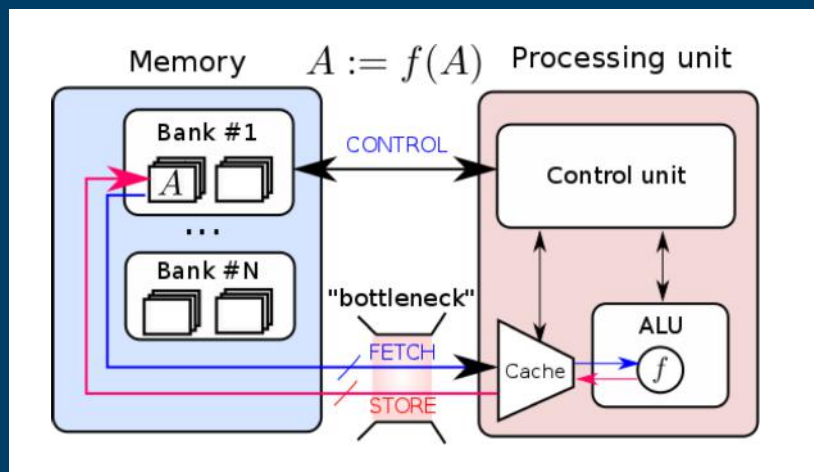 Memory
A := f(A)
Processing unit
Bank #1
A
...
Bank #N
CONTROL
"bottleneck"
FETCH
STORE
Control unit
Cache
ALU
f